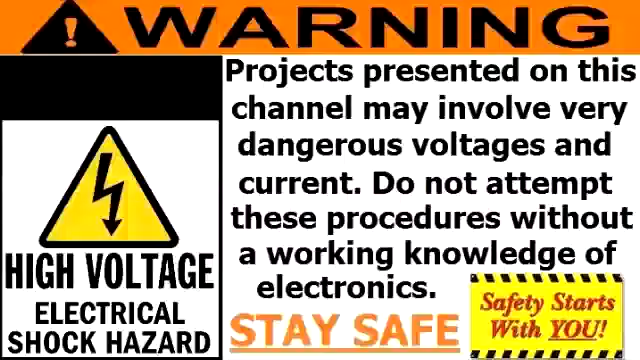 WARNING
Projects presented on this
channel may involve very
dangerous voltages and
current. Do not attempt
these procedures without
a working knowledge of
electronics.
HIGH VOLTAGE
ELECTRICAL
SHOCK HAZARD
STAY SAFE
Safety Starts
With YOU!